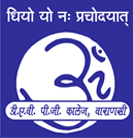 धियो यो नः प्रचोदयात्
ॐ
डी.ए.वी पी.जी. कालेज, वाराणसी